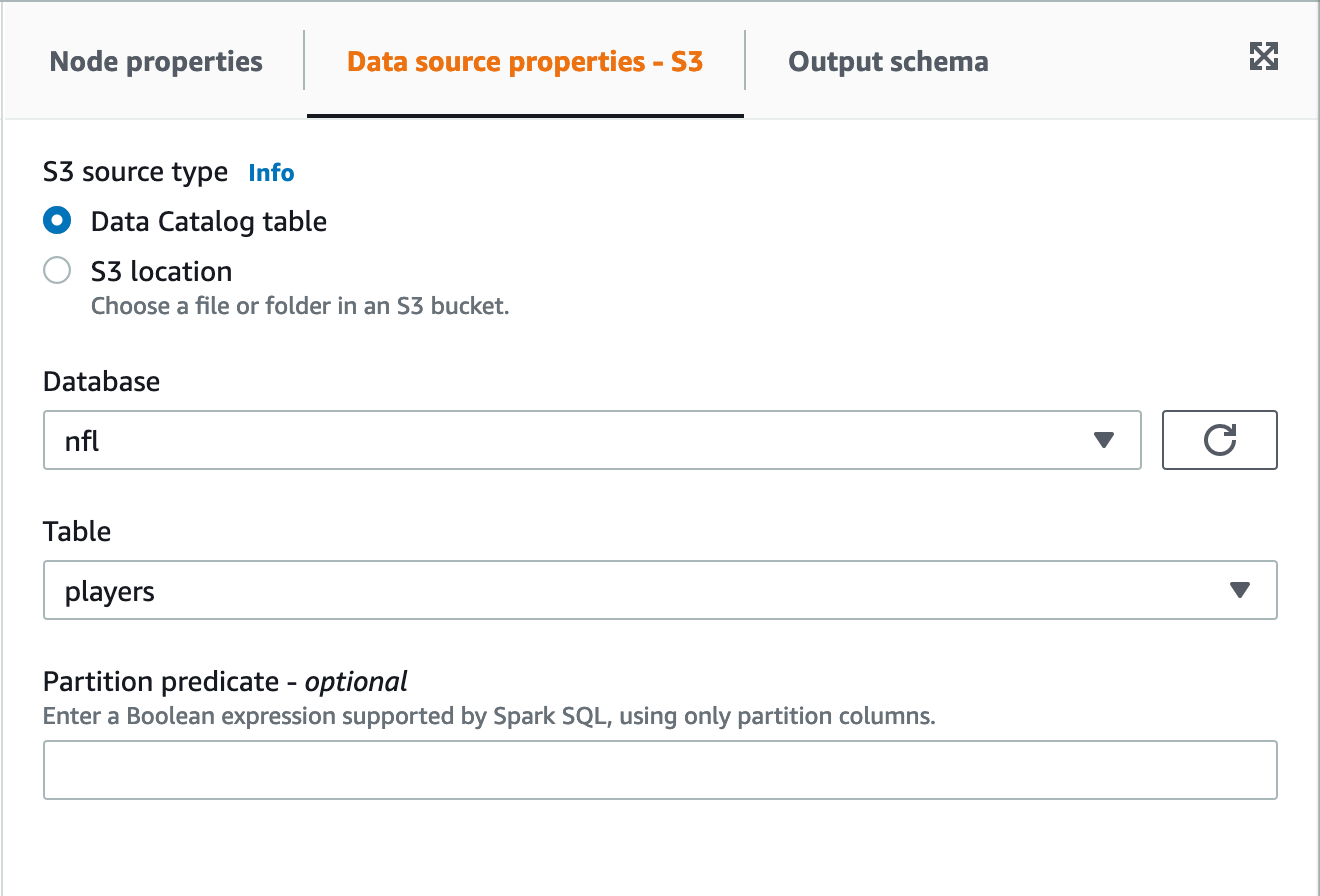 Node properties
Data source properties - S3
Output schema
S3 source type Info
Data Catalog table
S3 location
Choose a file or folder in an S3 bucket.
Database
nfl
Table
players
Partition predicate - optional
Enter a Boolean expression supported by Spark SQL, using only partition columns.